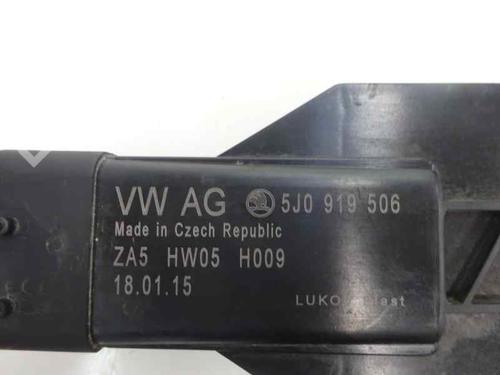 VW AG 5J0 919 506
Made in Czech Republic
ZA5 HW05 H009
18.01.15